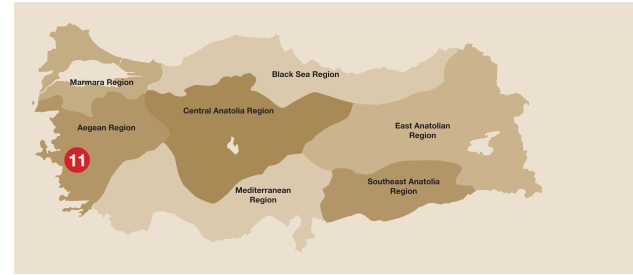 Black Sea Region
Marmara Region
Central Anatolia Region
Aegean Region
East Anatolian
Region
11
Southeast Anatolia
Region
Mediterranean
Region